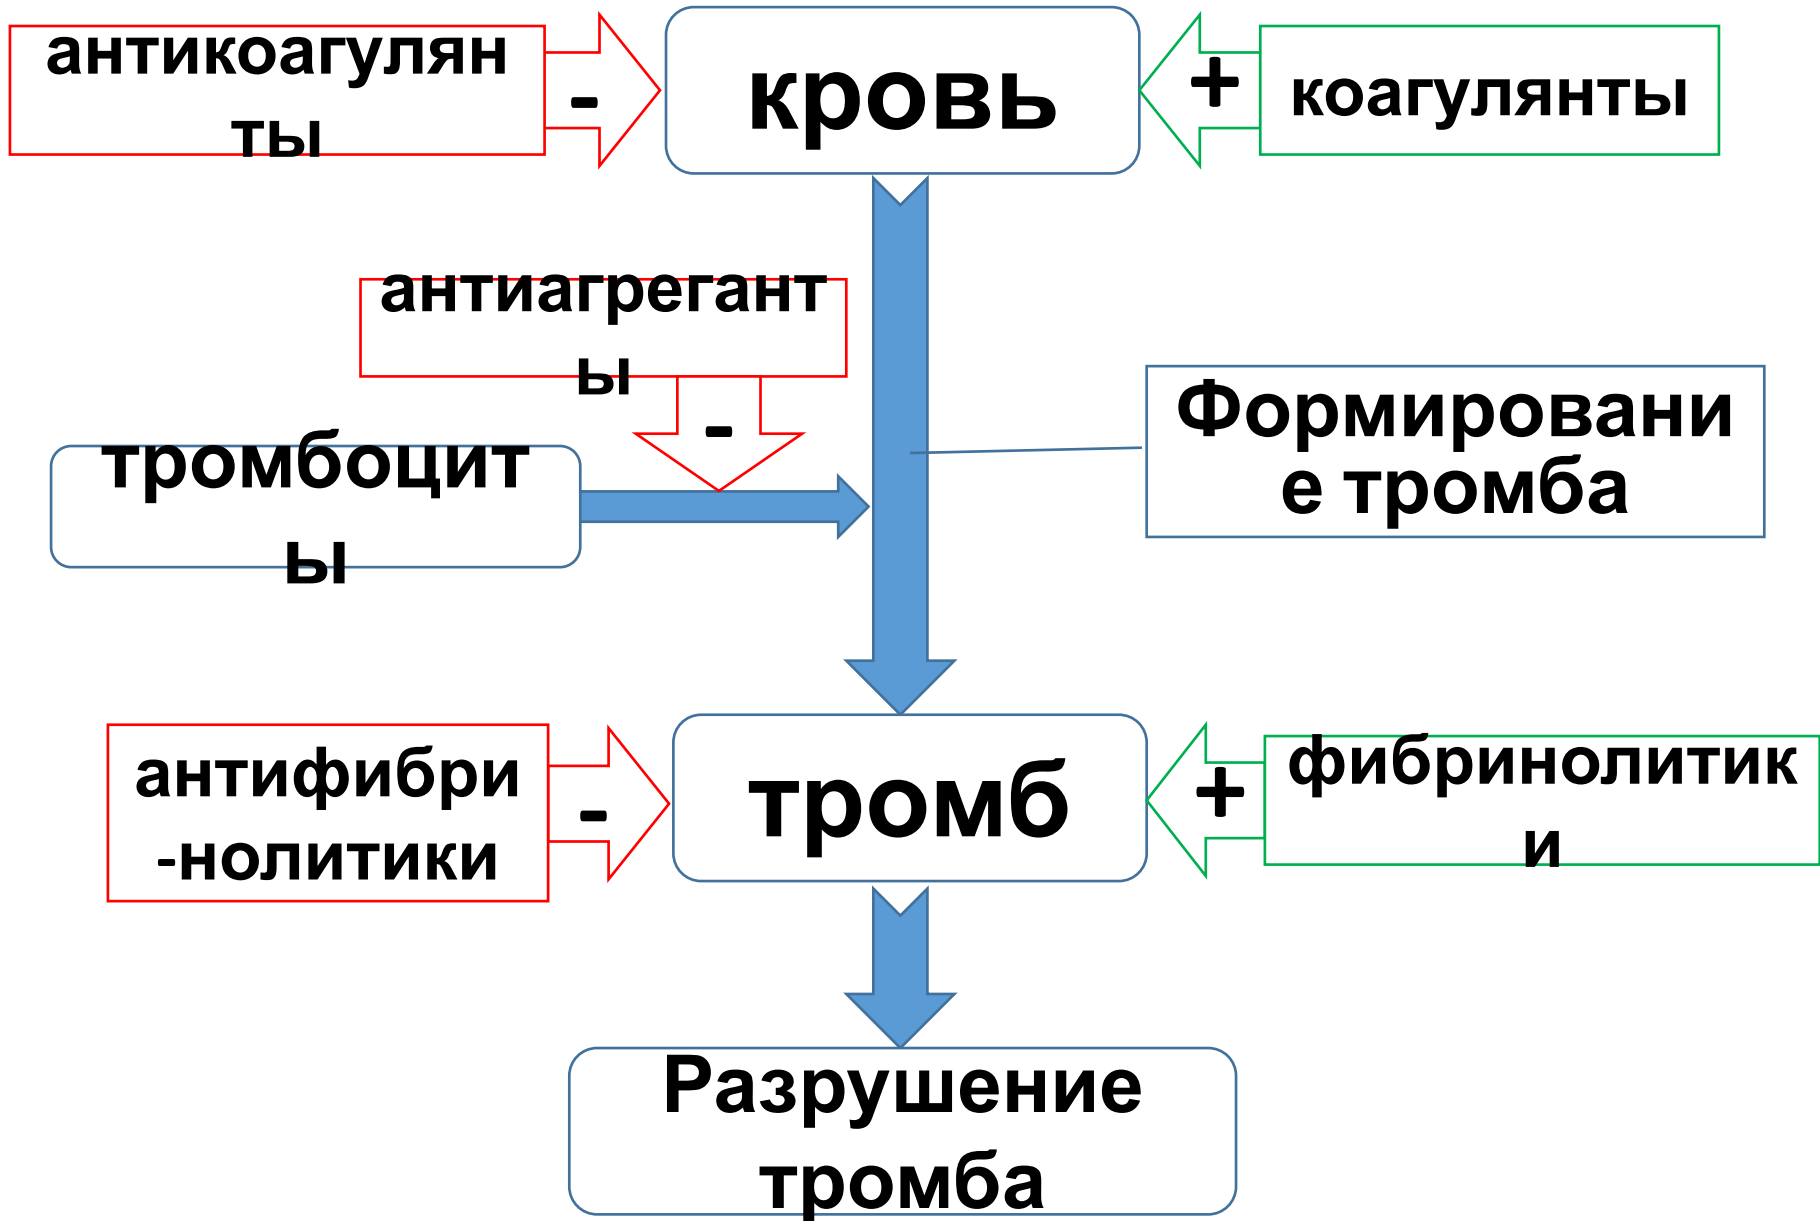 антикоагулян
ты
-
кровь
+
коагулянты
антиагрегант
ы
-
тромбоцит
ы
Формировани
е тромба
антифибри
-нолитики
-
тромб
+
фибринолитик
и
Разрушение
тромба